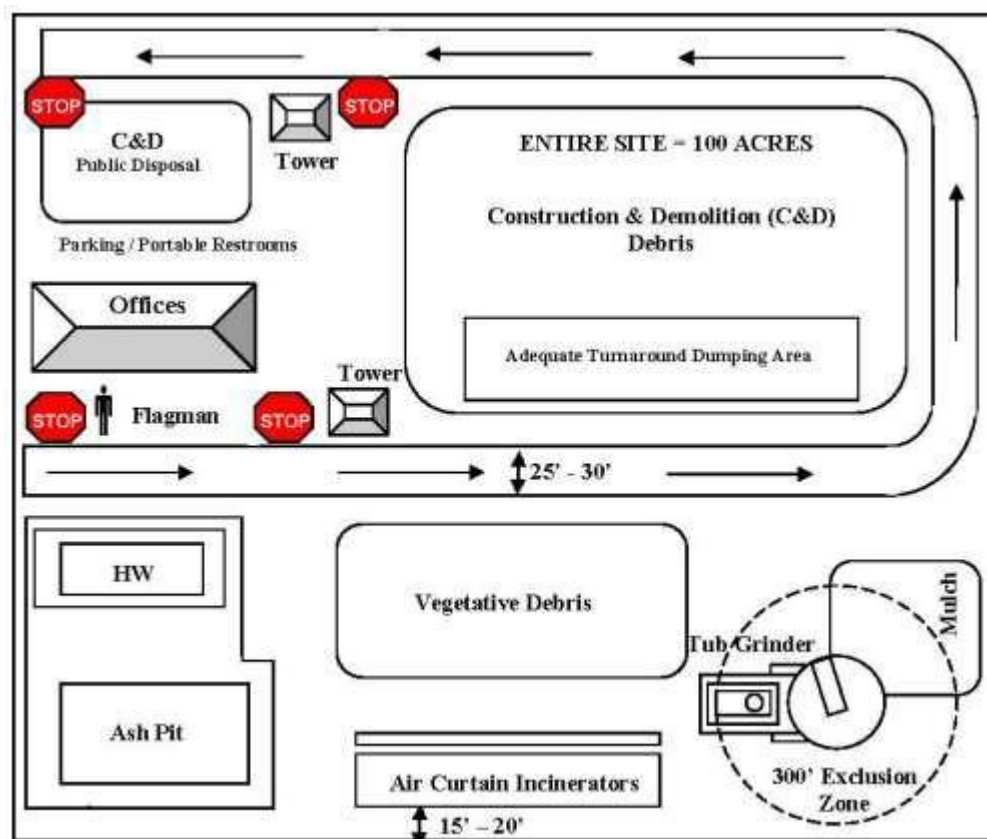 STOP
STOP
C&D
Public Disposal
Tower
ENTIRE SITE = 100 ACRES
Construction & Demolition (C&D)
Debris
Parking / Portable Restrooms
Offices
Adequate Turnaround Dumping Area
Tower
STOP
Flagman
STOP
25' - 30'
HW
Vegetative Debris
Mulch
Tub Grinder
Ash Pit
Air Curtain Incinerators
300' Exclusion
Zone
15' – 20'